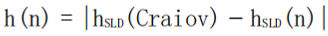 h(n) = |hSLD(Craiov) − hSLD(n)|